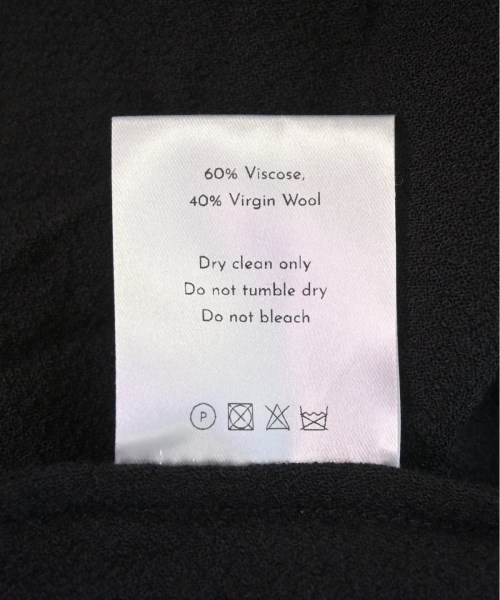 60% Viscose,
40% Virgin Wool
Dry clean only
Do not tumble dry
Do not bleach
P